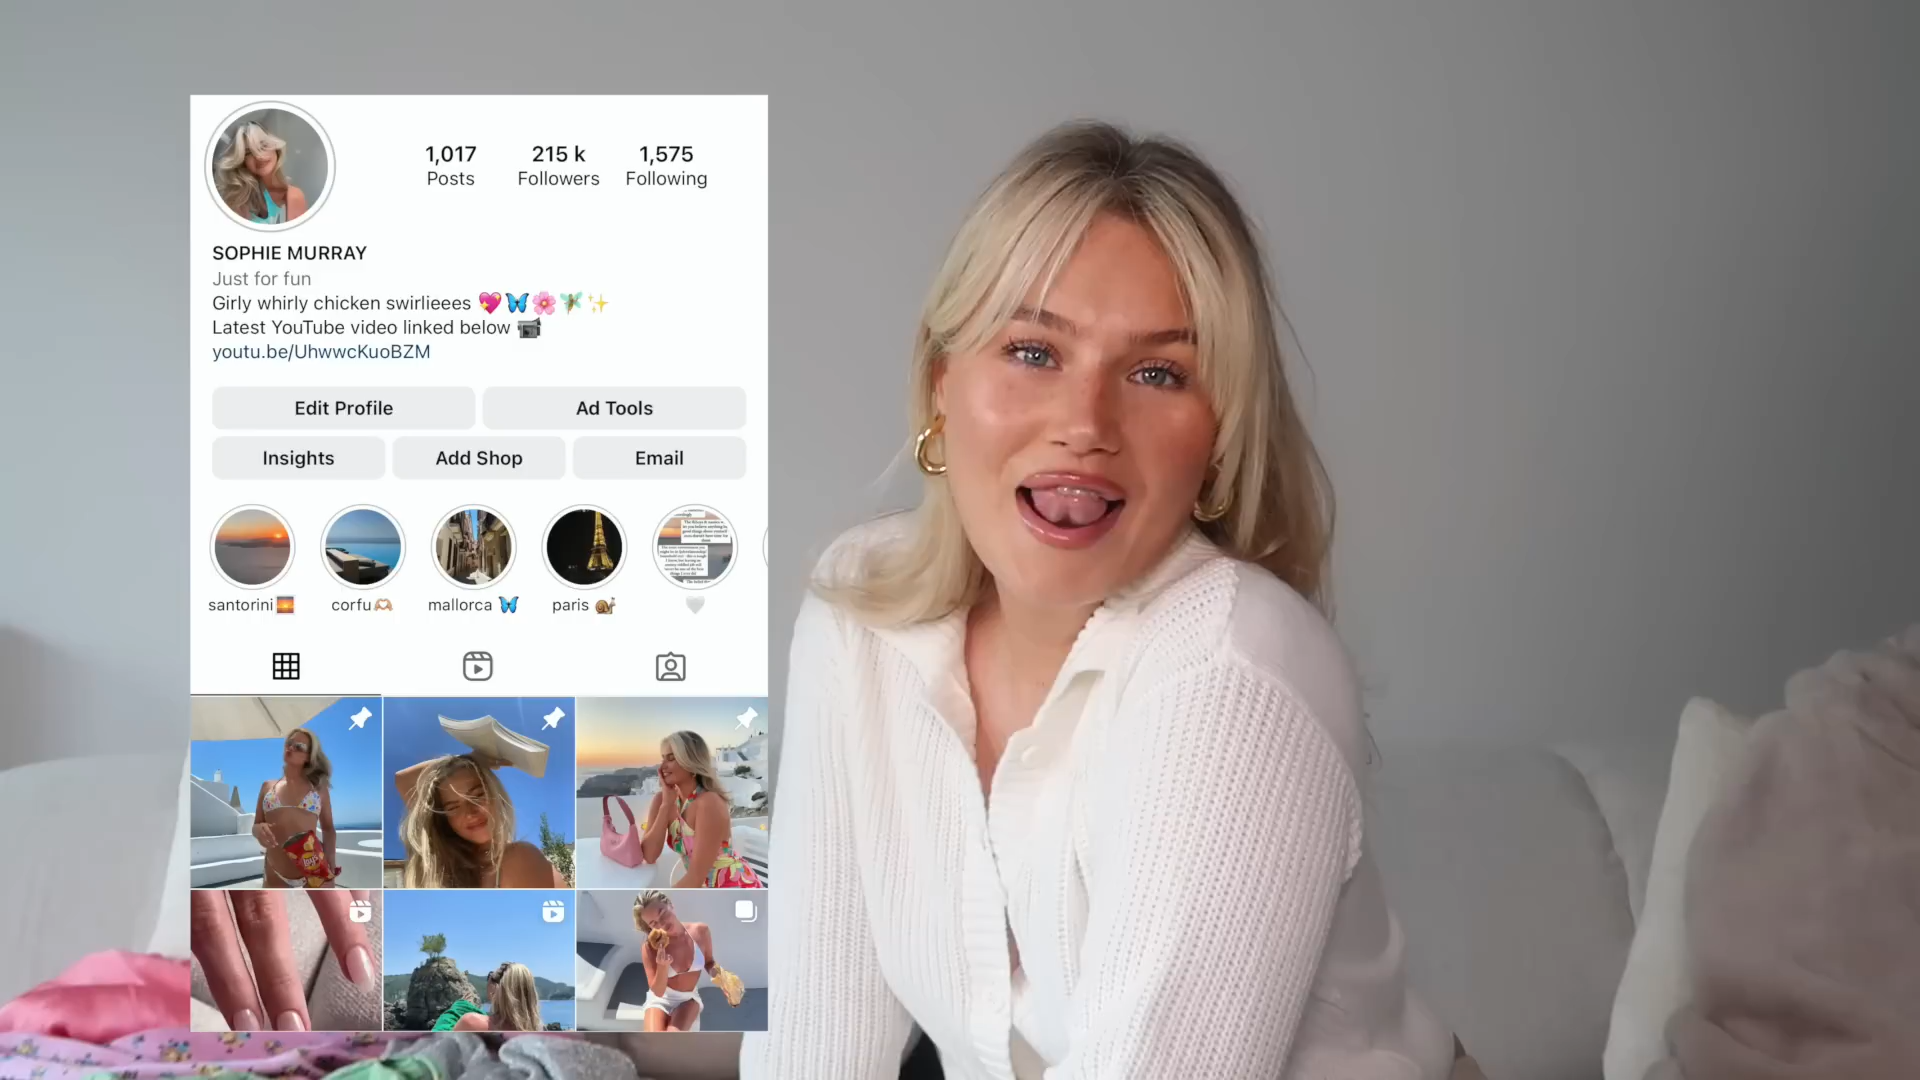 1,017 215 k 1,575
Posts Followers Following
SOPHIE MURRAY
Just for fun
Girly whirly chicken swirlieees 💖🦋🌸🧚✨
Latest YouTube video linked below 📹
youtu.be/UhwwcKuoBZM
Edit Profile Ad Tools
Insights Add Shop Email
santorini🌅 corfu🫶🏼 mallorca 🦋 paris 🐌 🤍